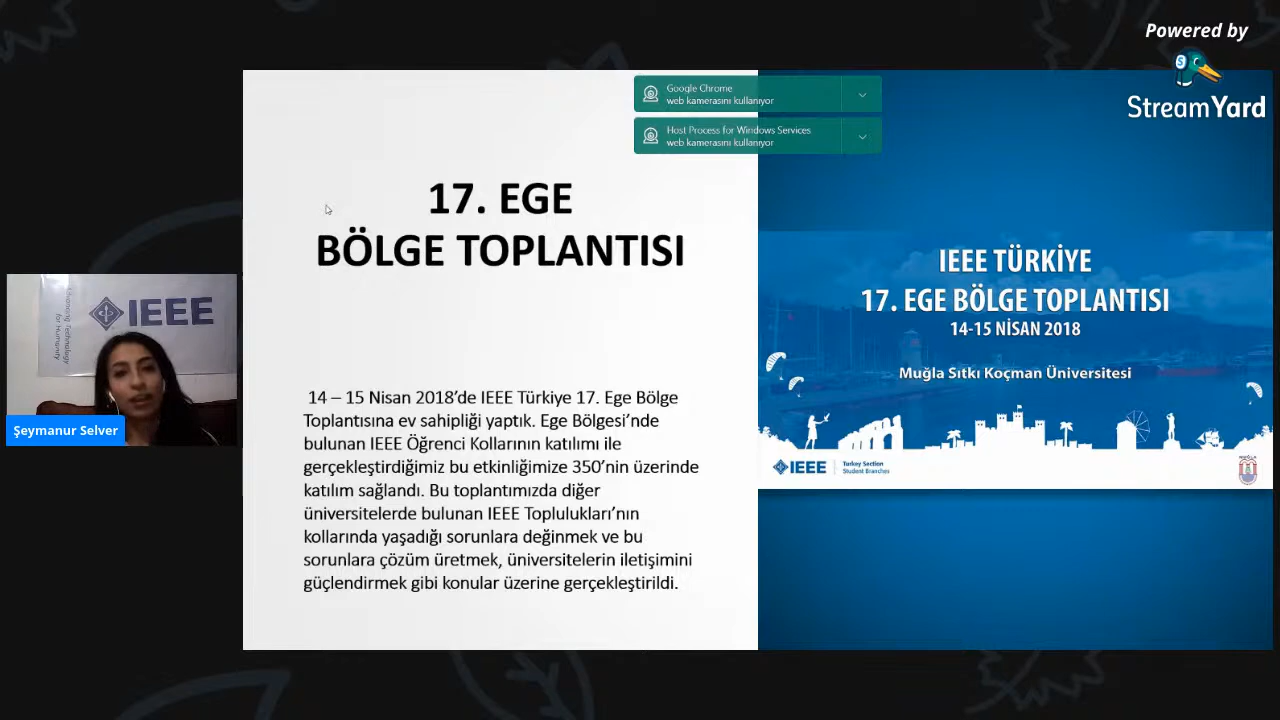 Powered by
StreamYard
Google Chrome
web kamerasını kullanıyor
Host Process for Windows Services
web kamerasını kullanıyor
17. EGE
BÖLGE TOPLANTISI
14 – 15 Nisan 2018’de IEEE Türkiye 17. Ege Bölge
Toplantısına ev sahipliği yaptık. Ege Bölgesi’nde
bulunan IEEE Öğrenci Kollarının katılımı ile
gerçekleştirdiğimiz bu etkinliğimize 350’nin üzerinde
katılım sağlandı. Bu toplantımızda diğer
üniversitelerde bulunan IEEE Toplulukları’nın
kollarında yaşadığı sorunlara değinmek ve bu
sorunlara çözüm üretmek, üniversitelerin iletişimini
güçlendirmek gibi konular üzerine gerçekleştirildi.
IEEE TÜRKİYE
17. EGE BÖLGE TOPLANTISI
14-15 NİSAN 2018
Muğla Sıtkı Koçman Üniversitesi
IEEE
Turkey Section
Student Branches
IEEE
Advancing Technology
for Humanity
Şeymanur Selver